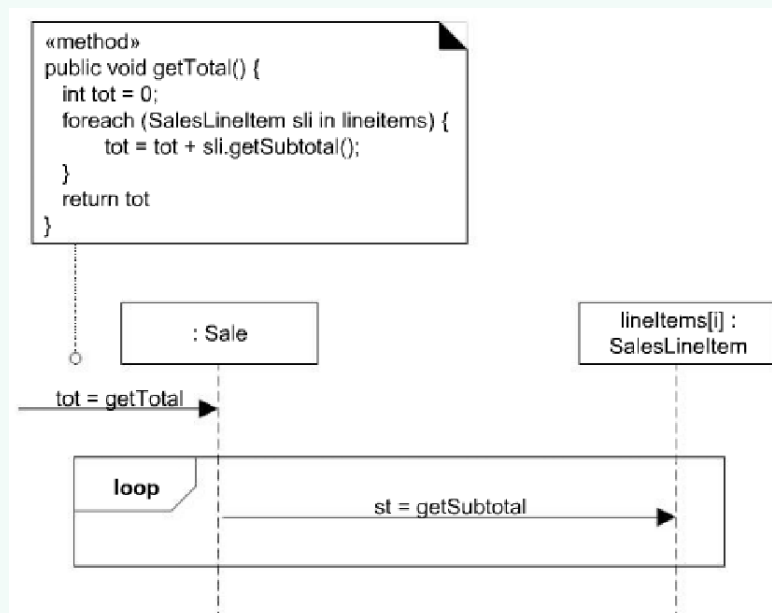 «method»
public void getTotal() {
int tot = 0;
foreach (SalesLineItem sli in lineitems) {
tot = tot + sli.getSubtotal();
}
return tot
}
: Sale
lineItems[i] :
SalesLineItem
tot = getTotal
loop
st = getSubtotal